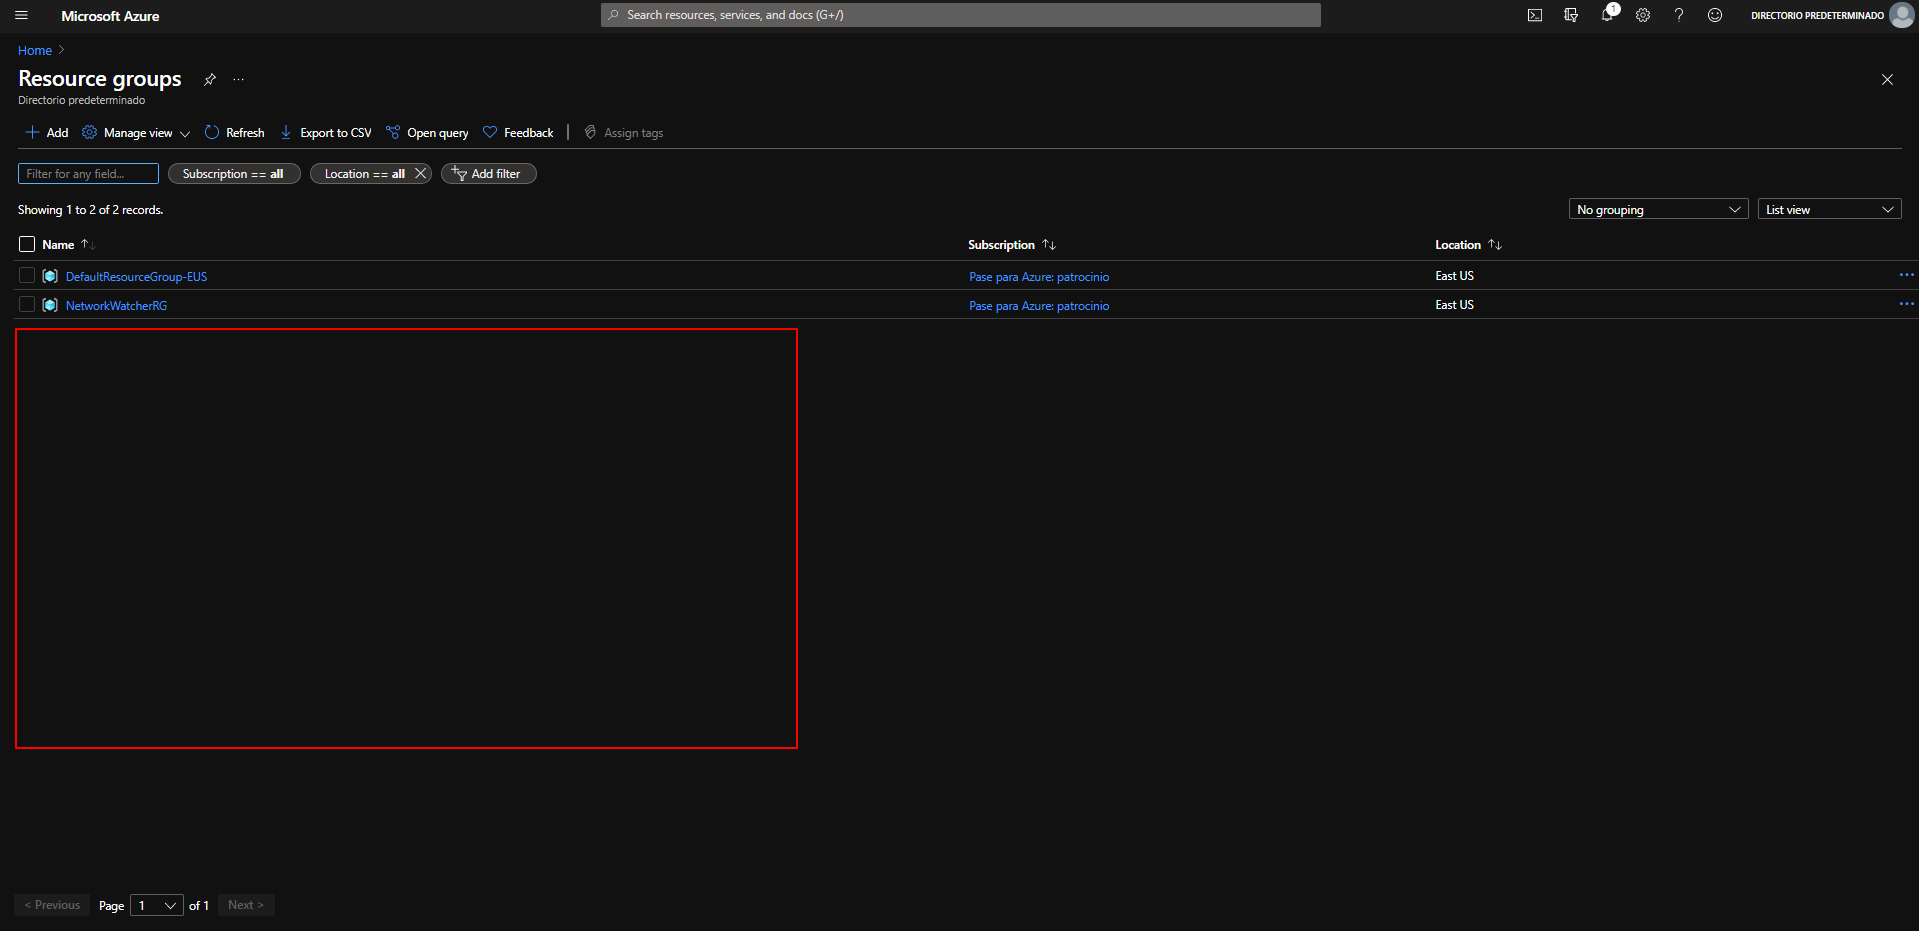 Microsoft Azure
Search resources, services, and docs (G+/)
1
DIRECTORIO PREDETERMINADO
Home
Resource groups
Directorio predeterminado
Add
Manage view
Refresh
Export to CSV
Open query
Feedback
Assign tags
Filter for any field...
Subscription == all
Location == all
Add filter
Showing 1 to 2 of 2 records.
No grouping
List view
Name
Subscription
Location
DefaultResourceGroup-EUS
Pase para Azure: patrocinio
East US
NetworkWatcherRG
Pase para Azure: patrocinio
East US
< Previous
Page 1 of 1
Next >